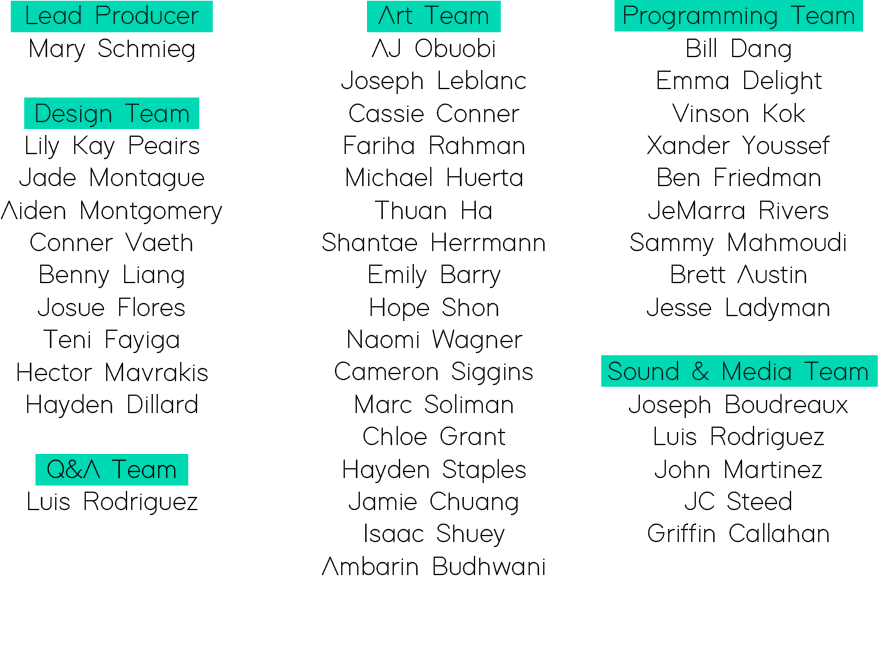 Lead Producer
Mary Schmieg
Design Team
Lily Kay Peairs
Jade Montague
Aiden Montgomery
Conner Vaeth
Benny Liang
Josue Flores
Teni Fayiga
Hector Mavrakis
Hayden Dillard
Q&A Team
Luis Rodriguez
Art Team
AJ Obuobi
Joseph Leblanc
Cassie Conner
Fariha Rahman
Michael Huerta
Thuan Ha
Shantae Herrmann
Emily Barry
Hope Shon
Naomi Wagner
Cameron Siggins
Marc Soliman
Chloe Grant
Hayden Staples
Jamie Chuang
Isaac Shuey
Ambarin Budhwani
Programming Team
Bill Dang
Emma Delight
Vinson Kok
Xander Youssef
Ben Friedman
JeMarra Rivers
Sammy Mahmoudi
Brett Austin
Jesse Ladyman
Sound & Media Team
Joseph Boudreaux
Luis Rodriguez
John Martinez
JC Steed
Griffin Callahan